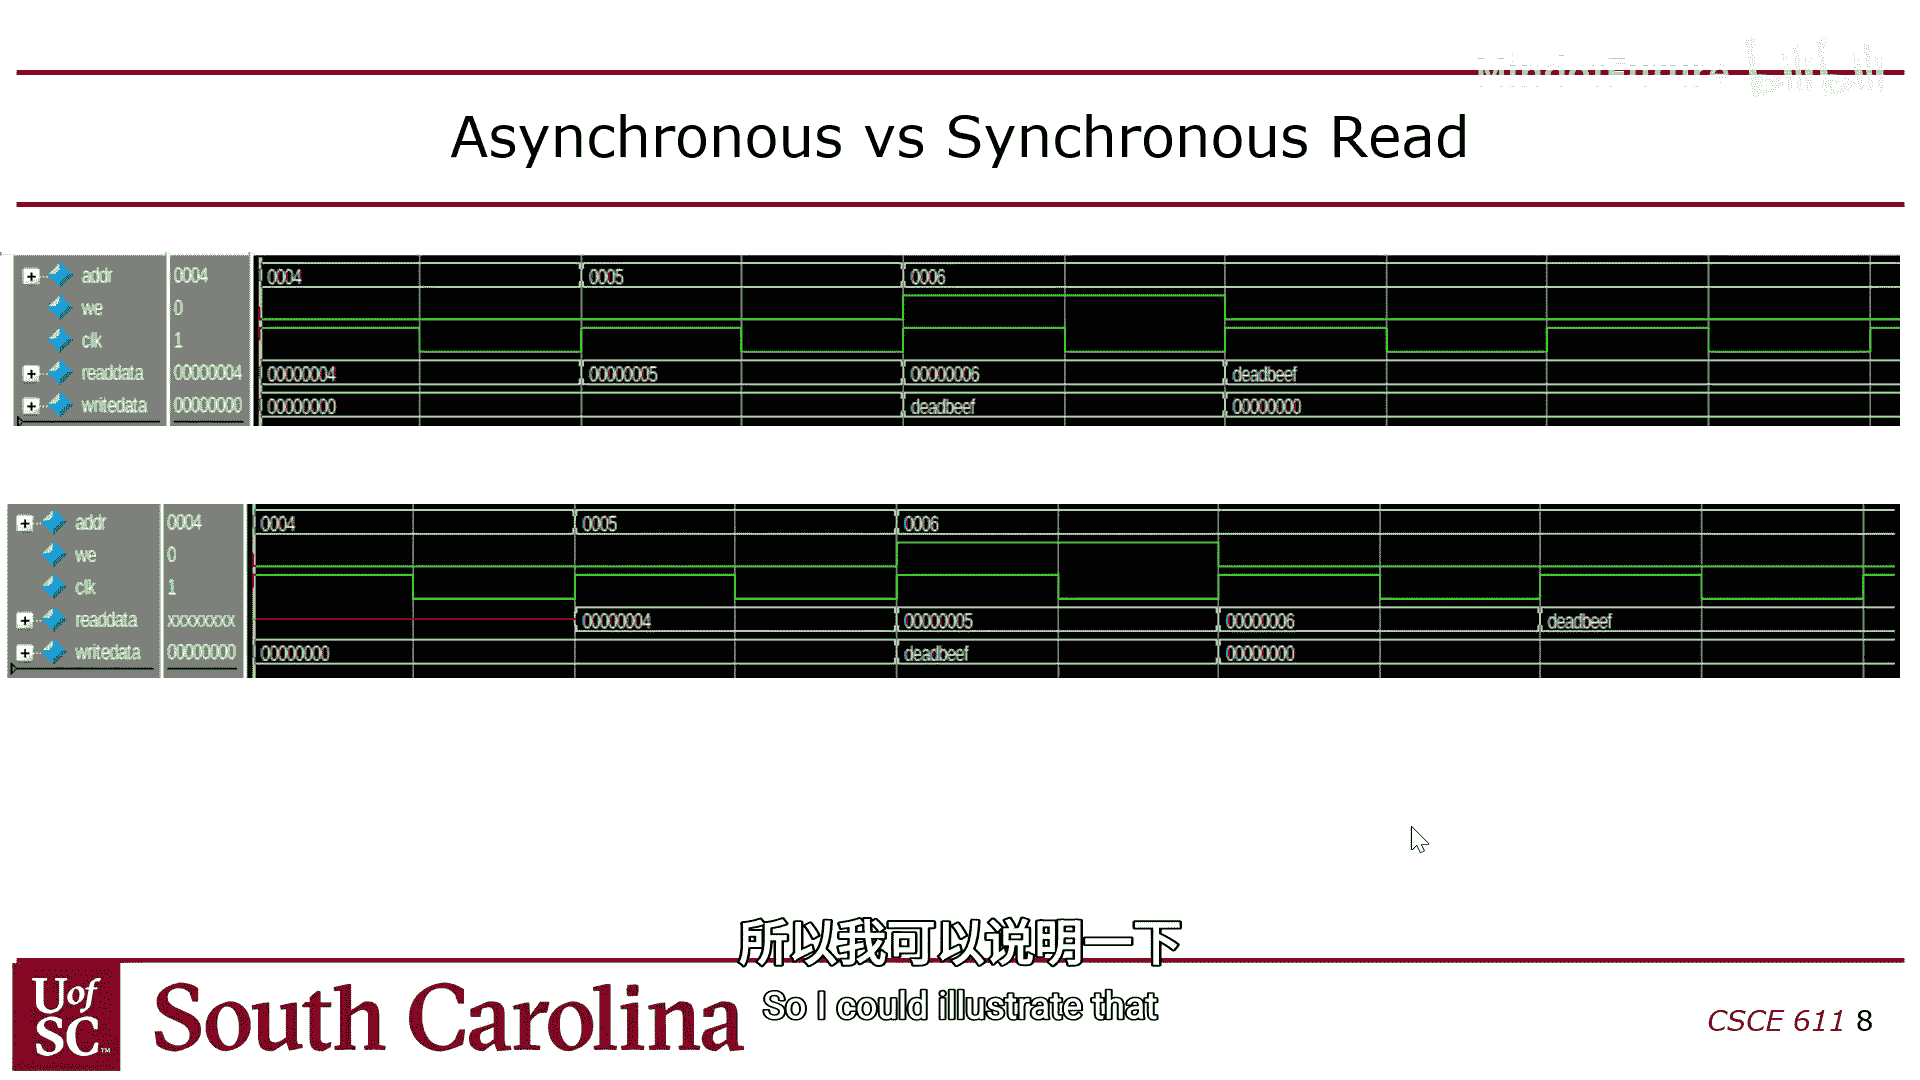 Asynchronous vs Synchronous Read
addr 0004 0004 0005 0006
we 0
clk 1
readdata 00000004 00000004 00000005 00000006 deadbeef
writedata 00000000 00000000 deadbeef 00000000
addr 0004 0004 0005 0006
we 0
clk 1
readdata xxxxxxxx 00000004 00000005 00000006 deadbeef
writedata 00000000 00000000 deadbeef 00000000
所以我可以说明一下
So I could illustrate that
UofSC™ South Carolina
CSCE 611 8